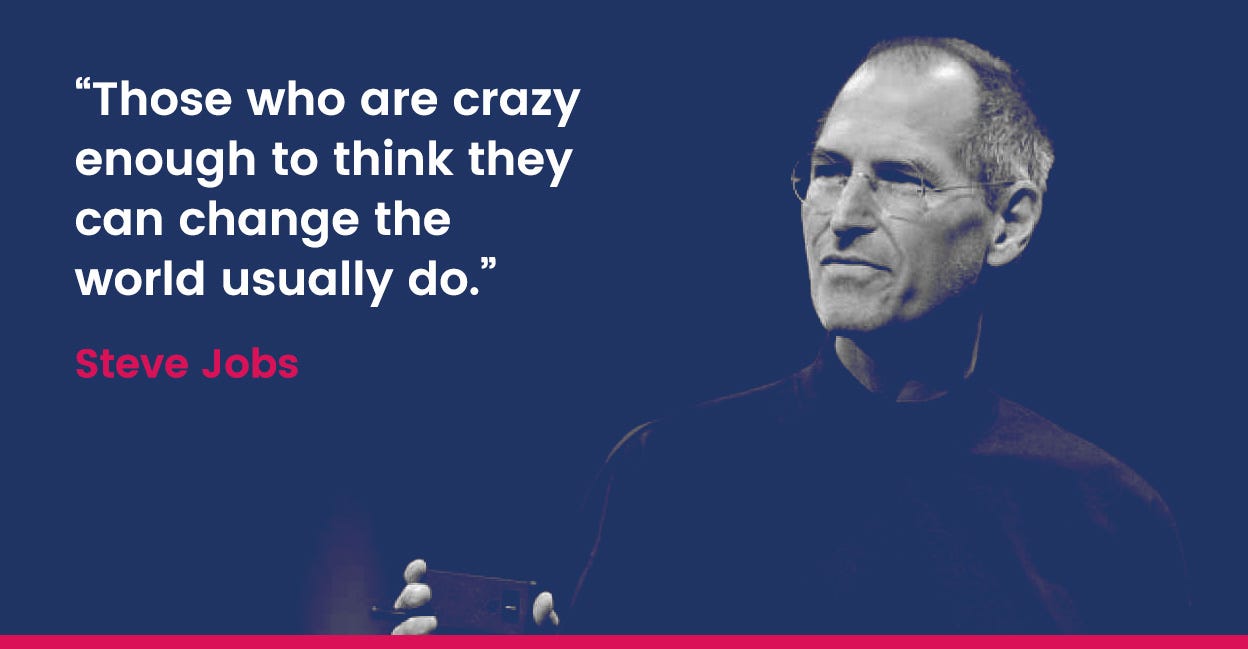 “Those who are crazy
enough to think they
can change the
world usually do.”
Steve Jobs